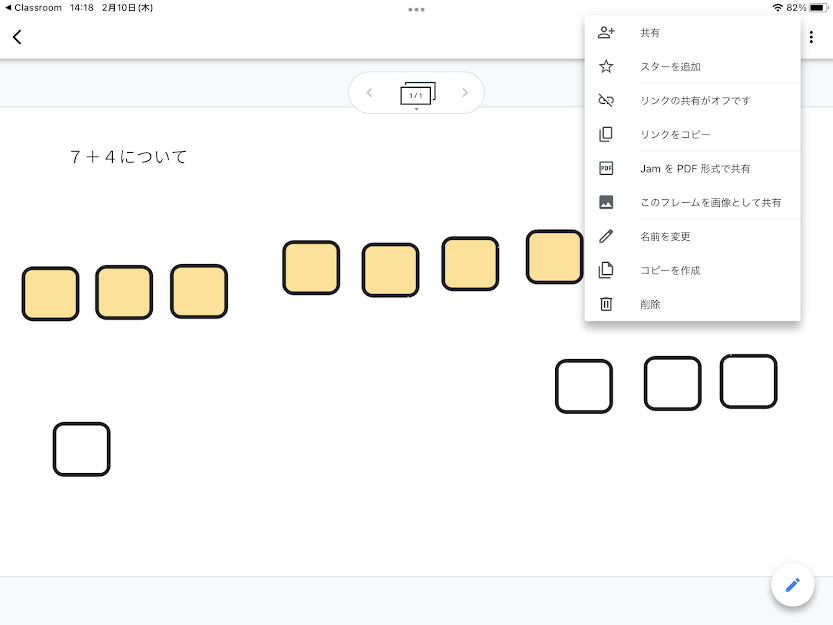 Classroom 14:18 2月10日(木) 82%
1/1
7+4について
共有
スターを追加
リンクの共有がオフです
リンクをコピー
PDF Jam を PDF 形式で共有
このフレームを画像として共有
名前を変更
コピーを作成
削除